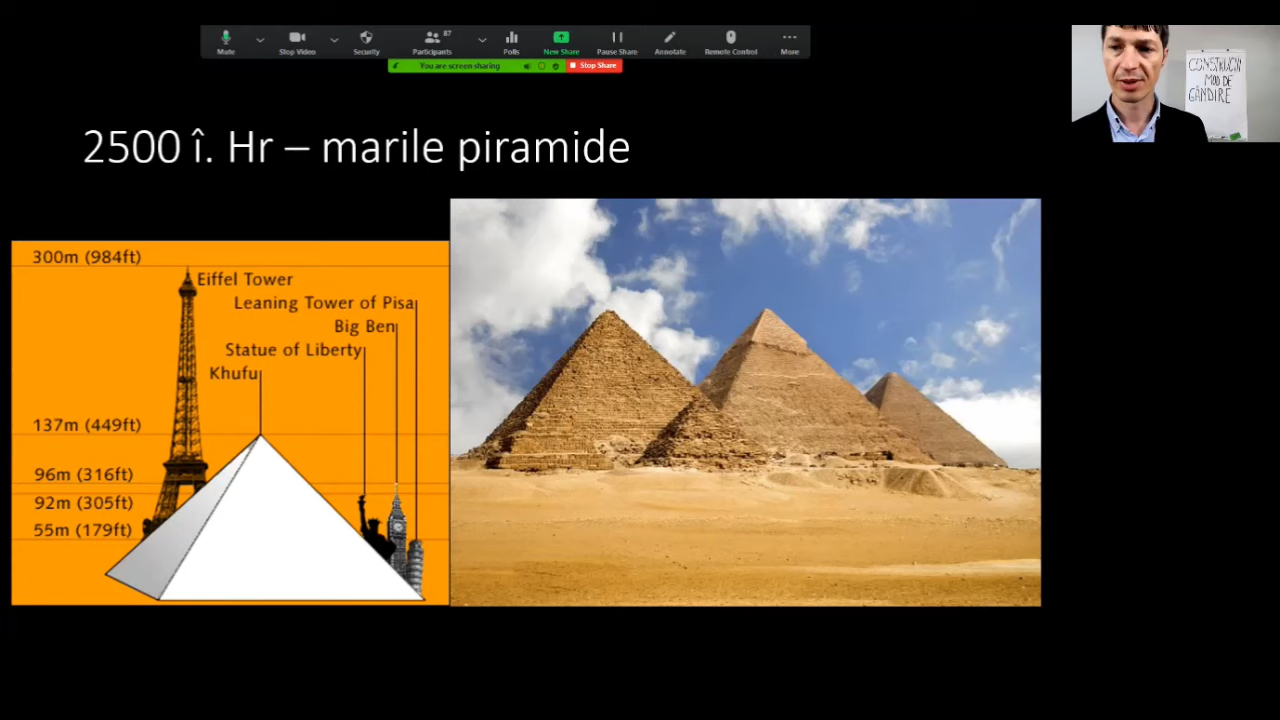 87
Mute
Stop Video
Security
Participants
Polls
New Share
Pause Share
Annotate
Remote Control
More
You are screen sharing
Stop Share
CONSTRUCIM
MOD DE
GÂNDIRE
2500 î. Hr – marile piramide
300m (984ft)
Eiffel Tower
Leaning Tower of Pisa
Big Ben
Statue of Liberty
Khufu
137m (449ft)
96m (316ft)
92m (305ft)
55m (179ft)